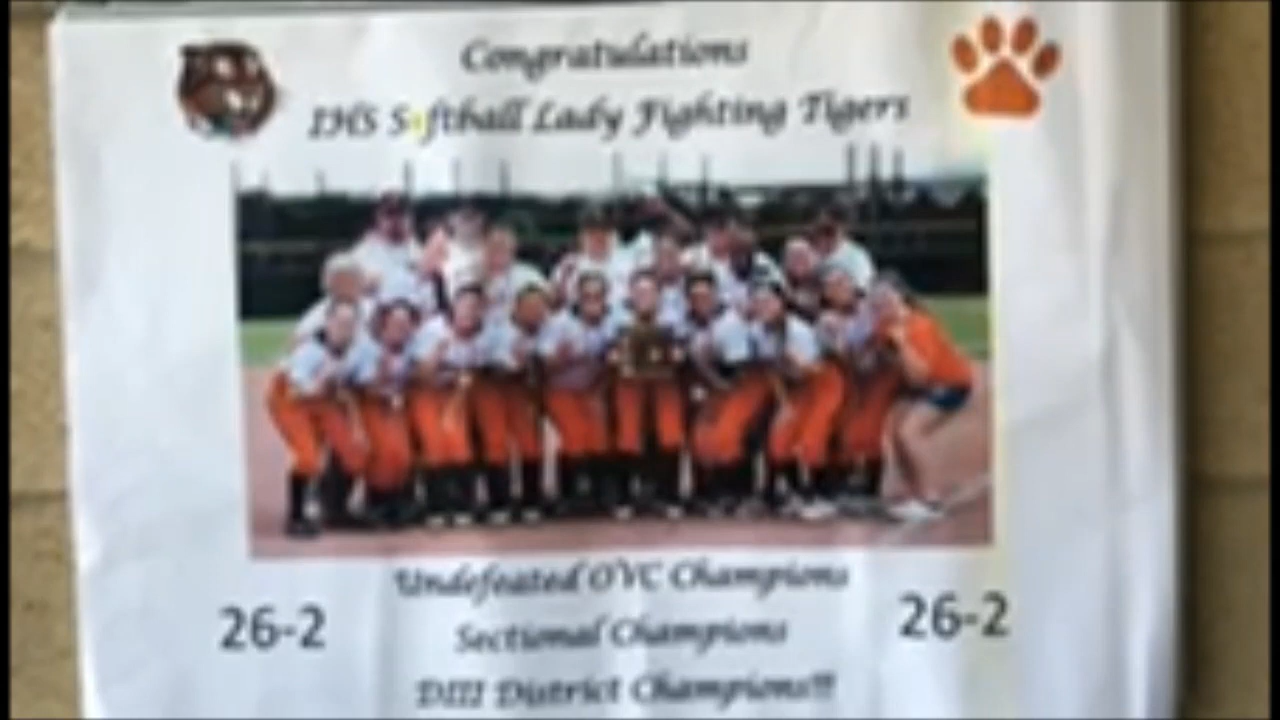 Congratulations
IHS Softball Lady Fighting Tigers
Undefeated OVC Champions
26-2
26-2
Sectional Champions
DIII District Champions!!!